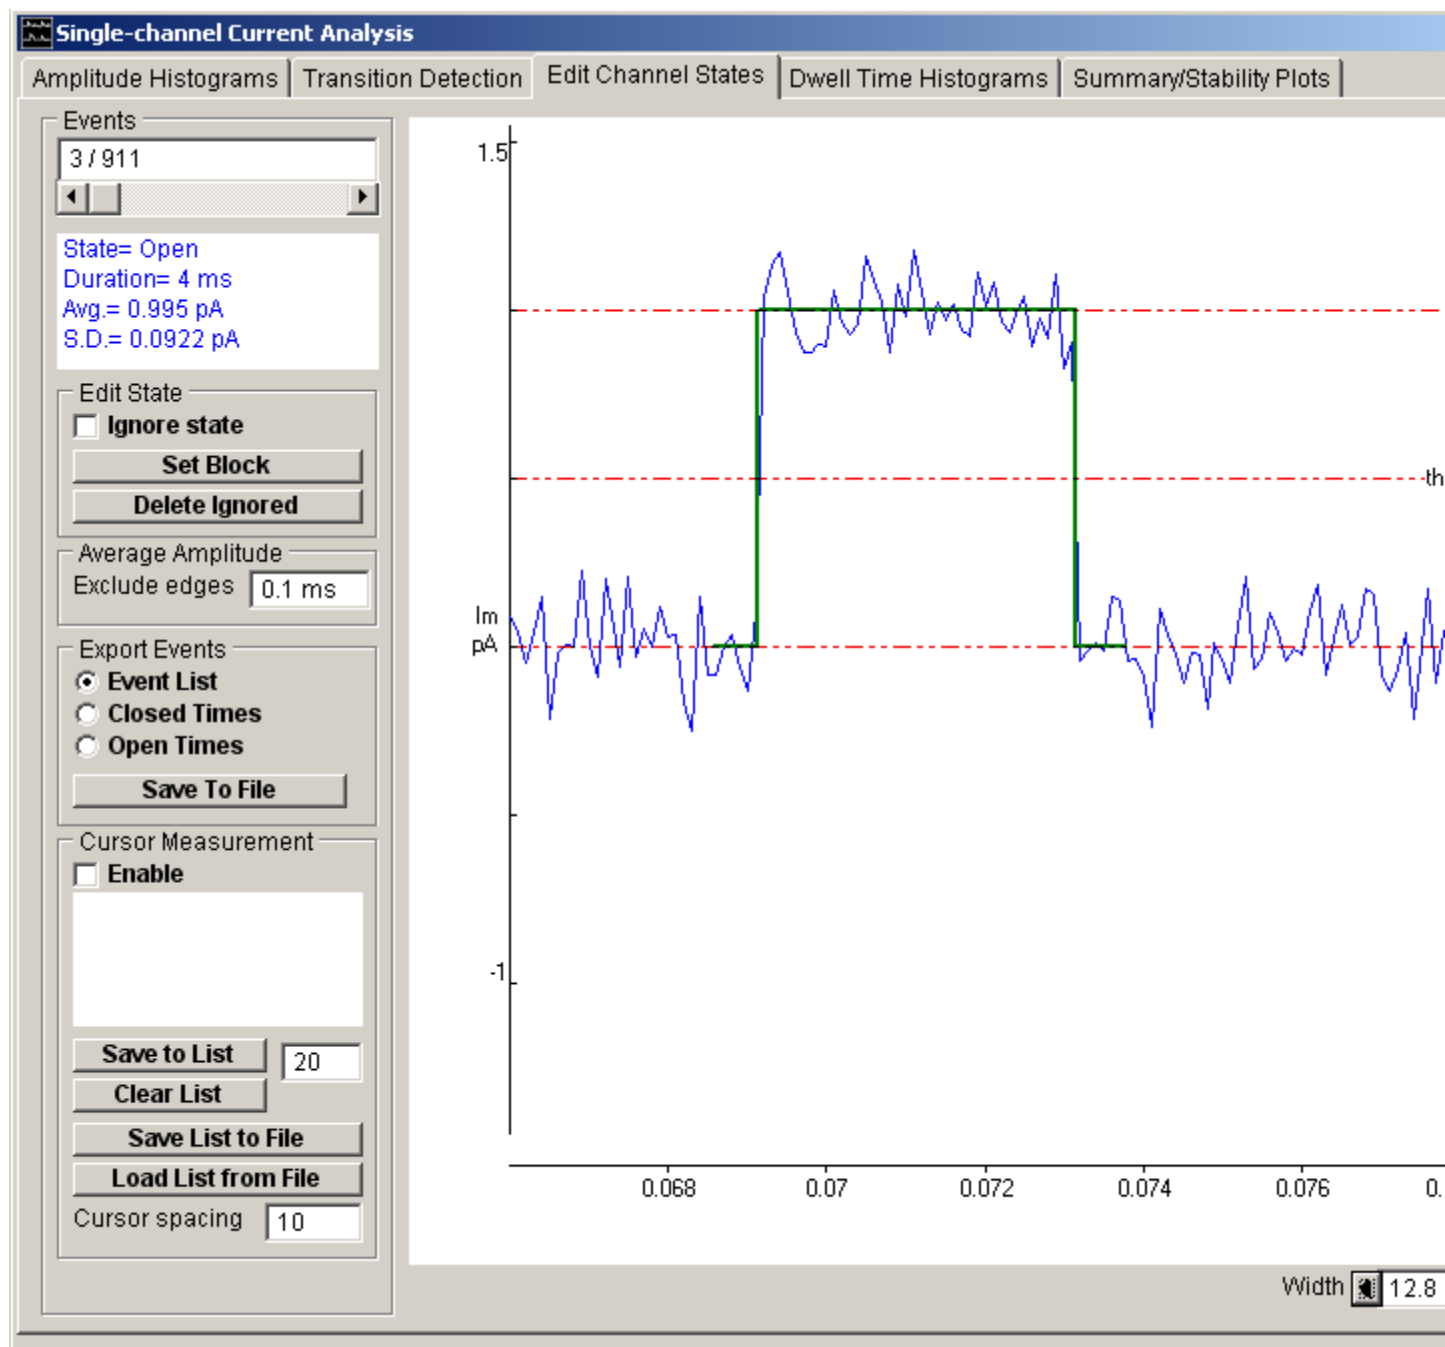 Single-channel Current Analysis
Amplitude Histograms Transition Detection Edit Channel States Dwell Time Histograms Summary/Stability Plots
Events
3 / 911
State= Open
Duration= 4 ms
Avg.= 0.995 pA
S.D.= 0.0922 pA
Edit State
Ignore state
Set Block
Delete Ignored
Average Amplitude
Exclude edges 0.1 ms
Export Events
Event List
Closed Times
Open Times
Save To File
Cursor Measurement
Enable
Save to List 20
Clear List
Save List to File
Load List from File
Cursor spacing 10
1.5
th
Im
pA
-1
0.068 0.07 0.072 0.074 0.076 0.
Width 12.8